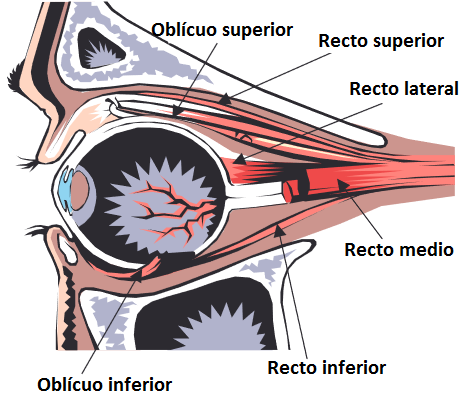 Oblícuo superior
Recto superior
Recto lateral
Recto medio
Recto inferior
Oblícuo inferior